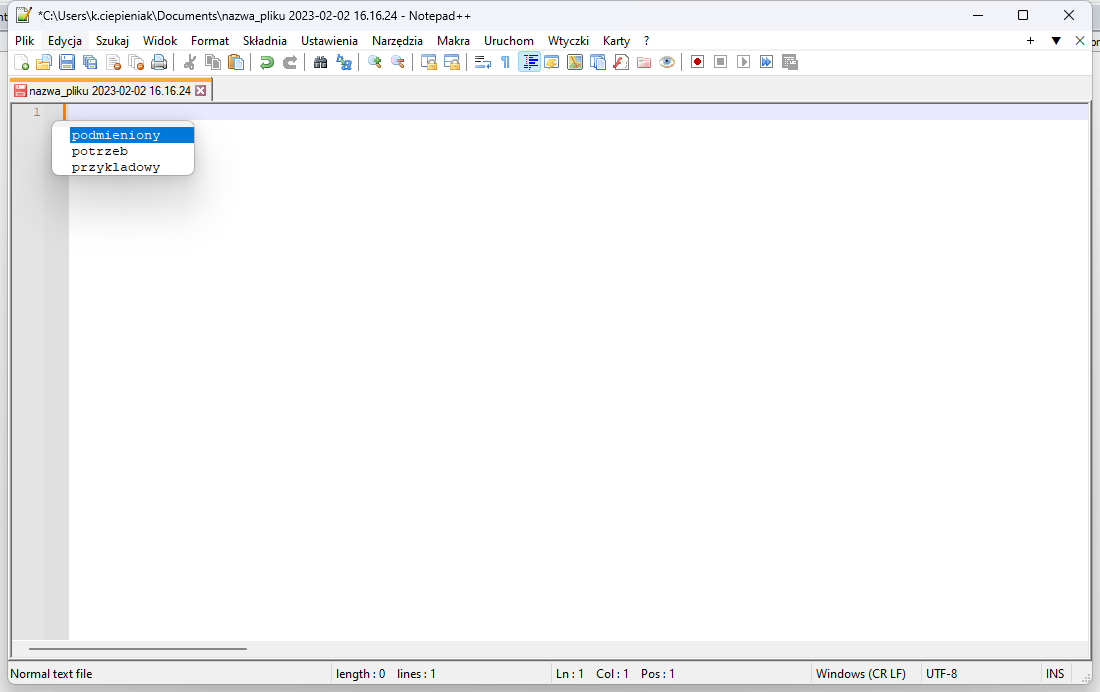 *C:\Users\k.ciepieniak\Documents\nazwa_pliku 2023-02-02 16.16.24 - Notepad++
Plik Edycja Szukaj Widok Format Składnia Ustawienia Narzędzia Makra Uruchom Wtyczki Karty ? + ▼ X
nazwa_pliku 2023-02-02 16.16.24
1
podmieniony
potrzeb
przykladowy
Normal text file length : 0 lines : 1 Ln : 1 Col : 1 Pos : 1 Windows (CR LF) UTF-8 INS